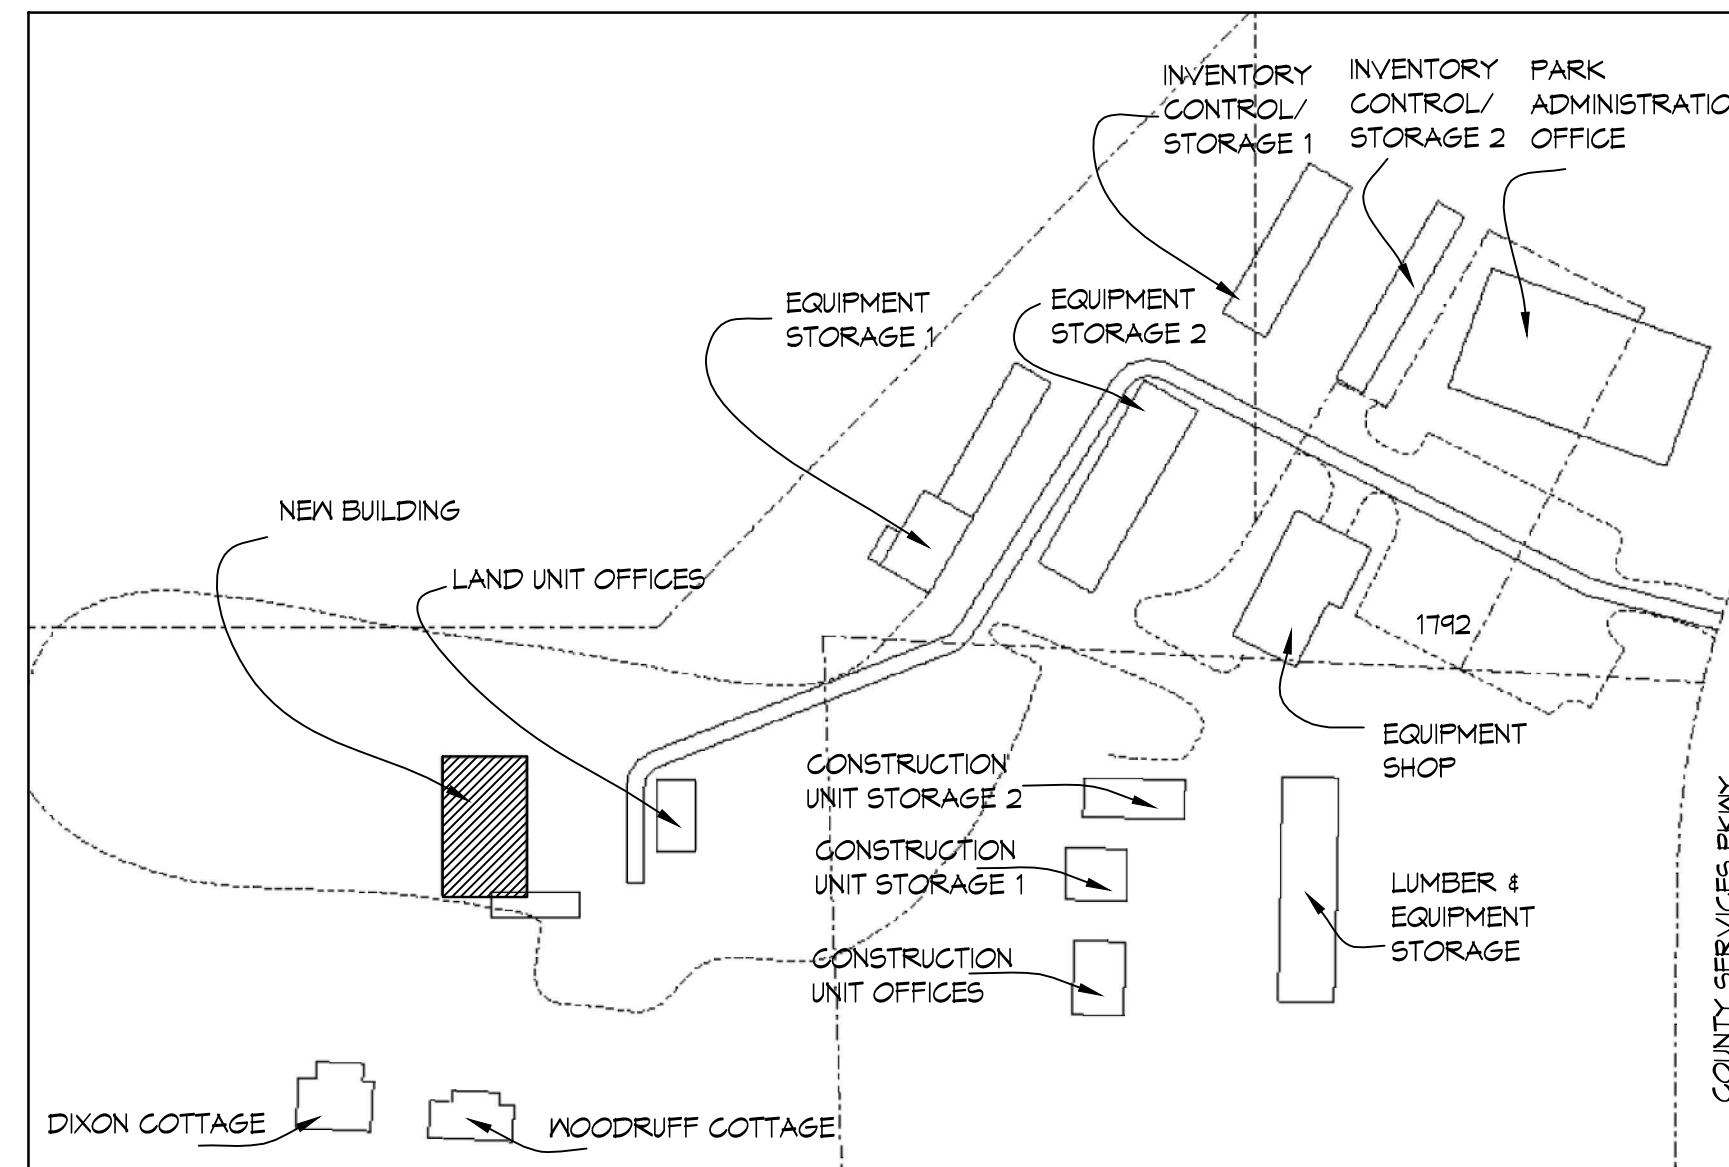 INVENTORY
CONTROL/
STORAGE 1
INVENTORY
CONTROL/
STORAGE 2
PARK
ADMINISTRATIO
OFFICE
EQUIPMENT
STORAGE 1
EQUIPMENT
STORAGE 2
NEW BUILDING
LAND UNIT OFFICES
1792
EQUIPMENT
SHOP
CONSTRUCTION
UNIT STORAGE 2
CONSTRUCTION
UNIT STORAGE 1
LUMBER &
EQUIPMENT
STORAGE
CONSTRUCTION
UNIT OFFICES
COUNTY SERVICES PKWY
DIXON COTTAGE
WOODRUFF COTTAGE